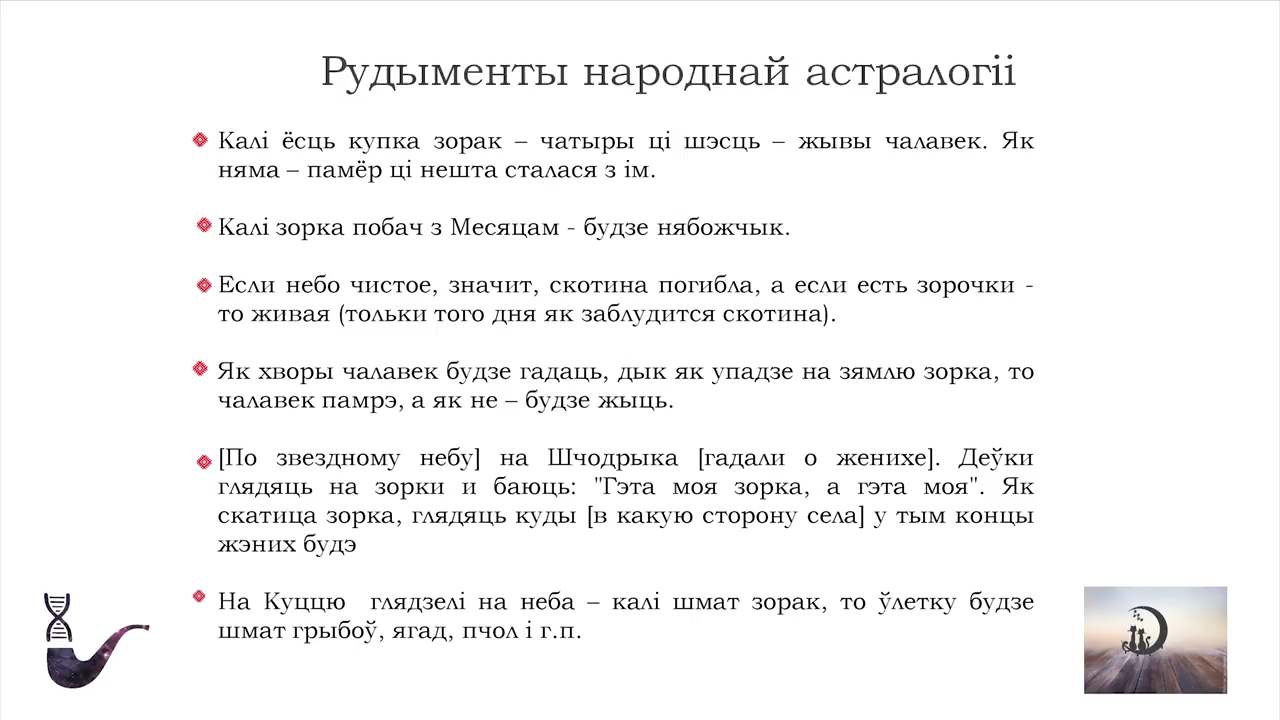 Рудыменты народнай астралогіі
Калі ёсць купка зорак – чатыры ці шэсць – жывы чалавек. Як
няма – памёр ці нешта сталася з ім.
Калі зорка побач з Месяцам - будзе нябожчык.
Если небо чистое, значит, скотина погибла, а если есть зорочки -
то живая (тольки того дня як заблудится скотина).
Як хворы чалавек будзе гадаць, дык як упадзе на зямлю зорка, то
чалавек памрэ, а як не – будзе жыць.
[По звездному небу] на Шчодрыка [гадали о женихе]. Деўки
глядяць на зорки и баюць: "Гэта моя зорка, а гэта моя". Як
скатица зорка, глядяць куды [в какую сторону села] у тым концы
жэних будэ
На Куццю глядзелі на неба – калі шмат зорак, то ўлетку будзе
шмат грыбоў, ягад, пчол і г.п.